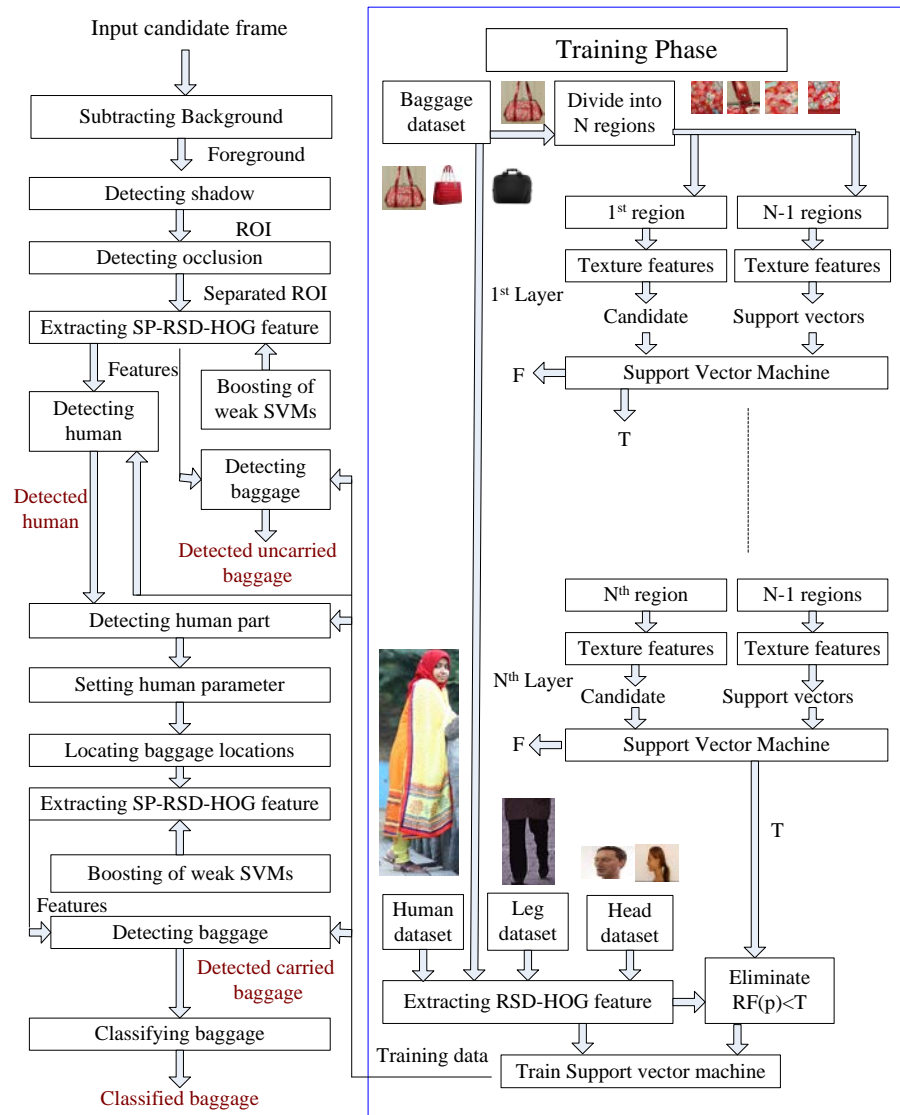 Input candidate frame
Subtracting Background
Foreground
Detecting shadow
ROI
Detecting occlusion
Separated ROI
Extracting SP-RSD-HOG feature
Features
Boosting of
weak SVMs
Detecting
human
Detecting
baggage
Detected
human
Detected uncarried
baggage
Detecting human part
Setting human parameter
Locating baggage locations
Extracting SP-RSD-HOG feature
Boosting of weak SVMs
Features
Detecting baggage
Detected carried
baggage
Classifying baggage
Classified baggage
Training Phase
Baggage
dataset
Divide into
N regions
1st region
N-1 regions
Texture features
Texture features
1st Layer
Candidate
Support vectors
F
Support Vector Machine
T
Nth region
N-1 regions
Texture features
Texture features
Nth Layer
Candidate
Support vectors
F
Support Vector Machine
T
Human
dataset
Leg
dataset
Head
dataset
Extracting RSD-HOG feature
Eliminate
RF(p)<T
Training data
Train Support vector machine